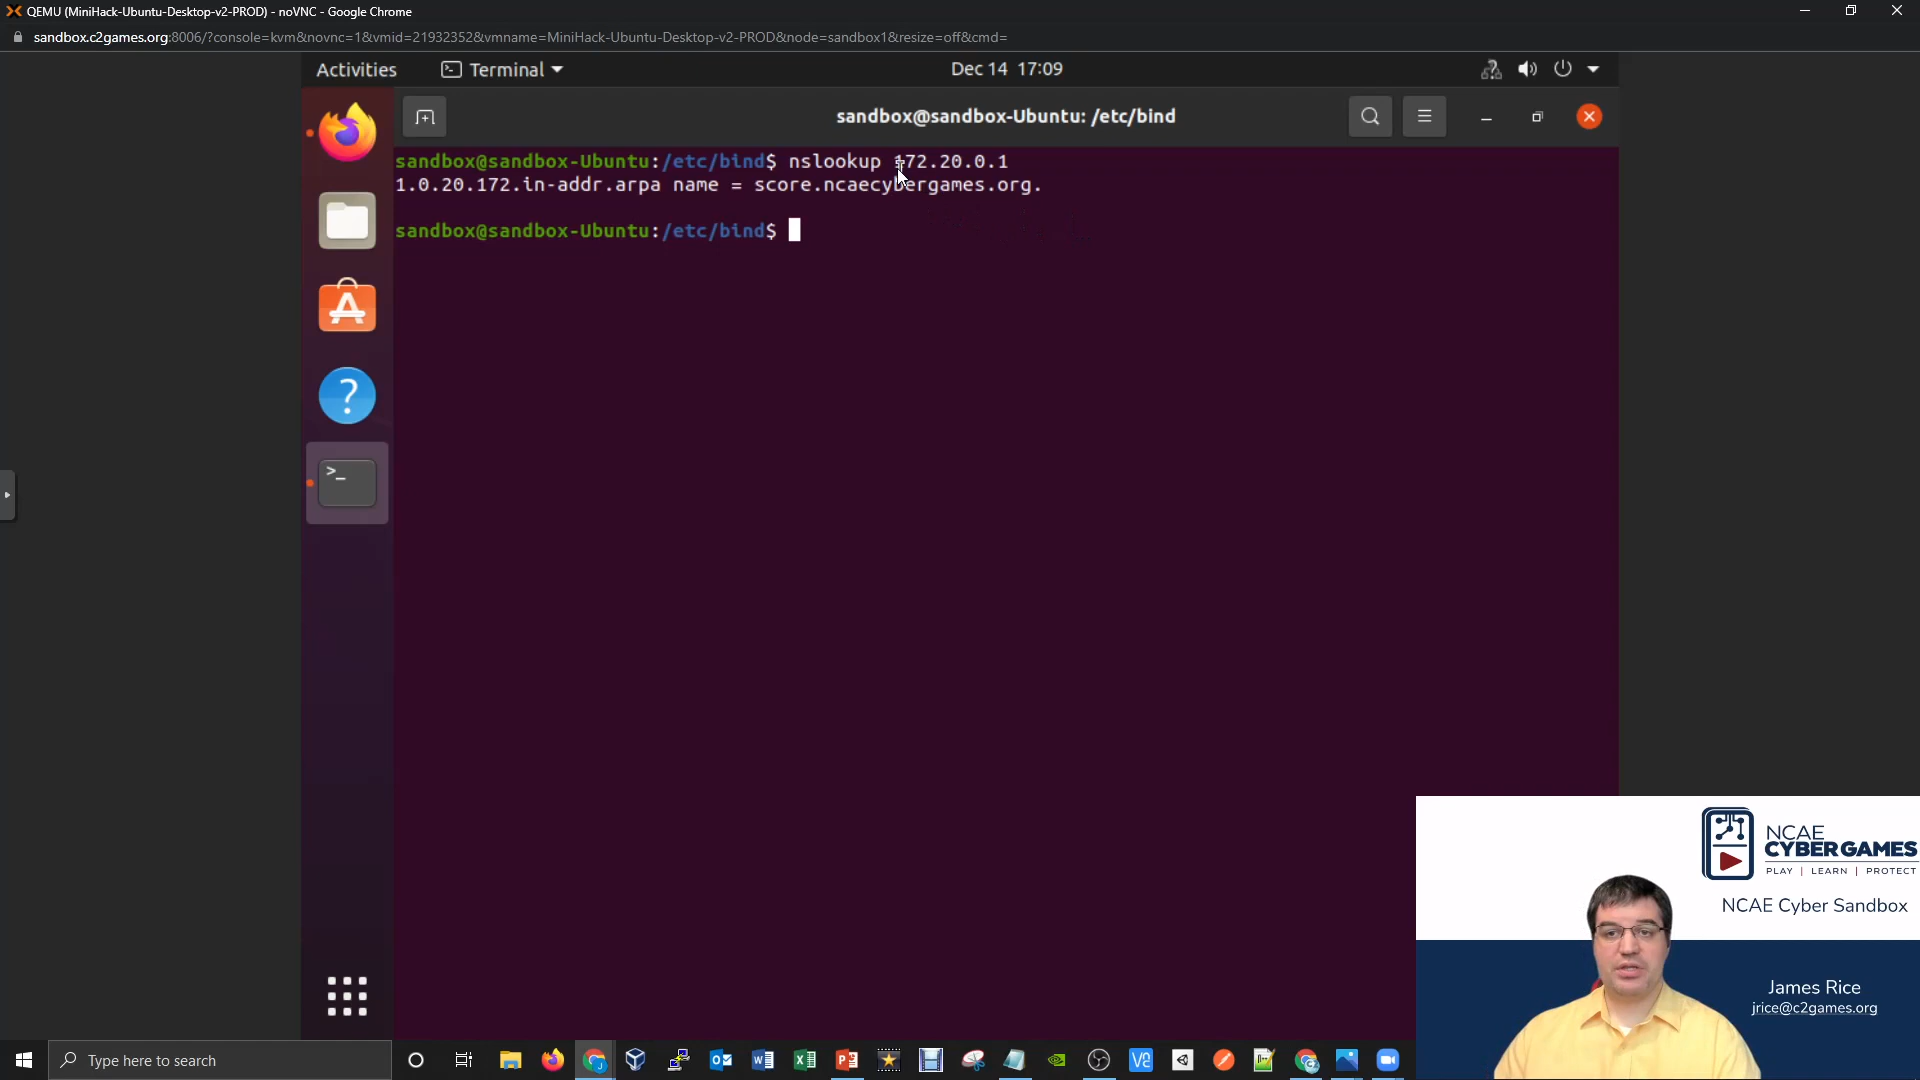 QEMU (MiniHack-Ubuntu-Desktop-v2-PROD) - noVNC - Google Chrome
sandbox.c2games.org:8006/?console=kvm&novnc=1&vmid=21932352&vmname=MiniHack-Ubuntu-Desktop-v2-PROD&node=sandbox1&resize=off&cmd=
Activities
Terminal
Dec 14 17:09
sandbox@sandbox-Ubuntu: /etc/bind
sandbox@sandbox-Ubuntu:/etc/bind$ nslookup 172.20.0.1
1.0.20.172.in-addr.arpa name = score.ncaecybergames.org.
sandbox@sandbox-Ubuntu:/etc/bind$
NCAE
CYBERGAMES
PLAY | LEARN | PROTECT
NCAE Cyber Sandbox
James Rice
jrice@c2games.org
Type here to search